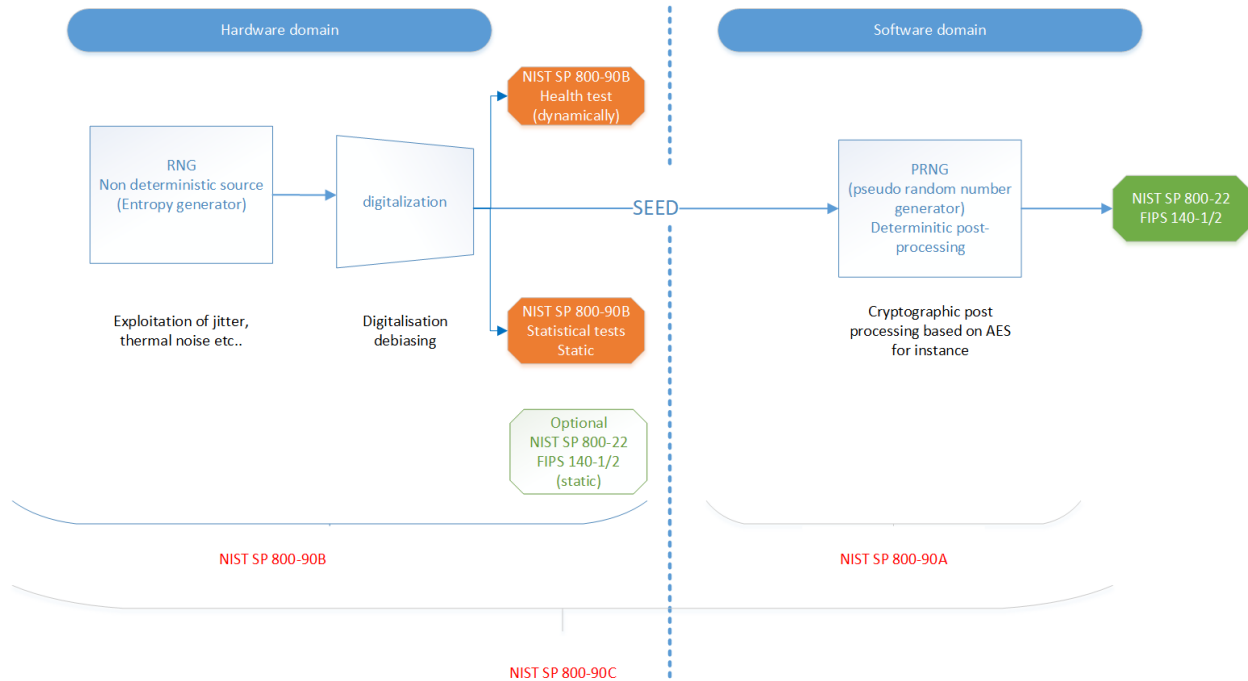 Hardware domain
Software domain
NIST SP 800-90B
Health test
(dynamically)
RNG
Non deterministic source
(Entropy generator)
digitalization
SEED
PRNG
(pseudo random number
generator)
Determinitic post-
processing
NIST SP 800-22
FIPS 140-1/2
Exploitation of jitter,
thermal noise etc..
Digitalisation
debiasing
NIST SP 800-90B
Statistical tests
Static
Cryptographic post
processing based on AES
for instance
Optional
NIST SP 800-22
FIPS 140-1/2
(static)
NIST SP 800-90B
NIST SP 800-90A
NIST SP 800-90C